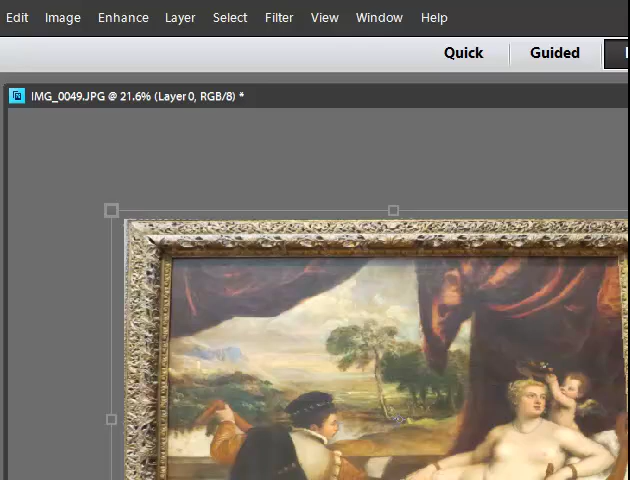 Edit Image Enhance Layer Select Filter View Window Help
Quick Guided
IMG_0049.JPG @ 21.6% (Layer 0, RGB/8) *